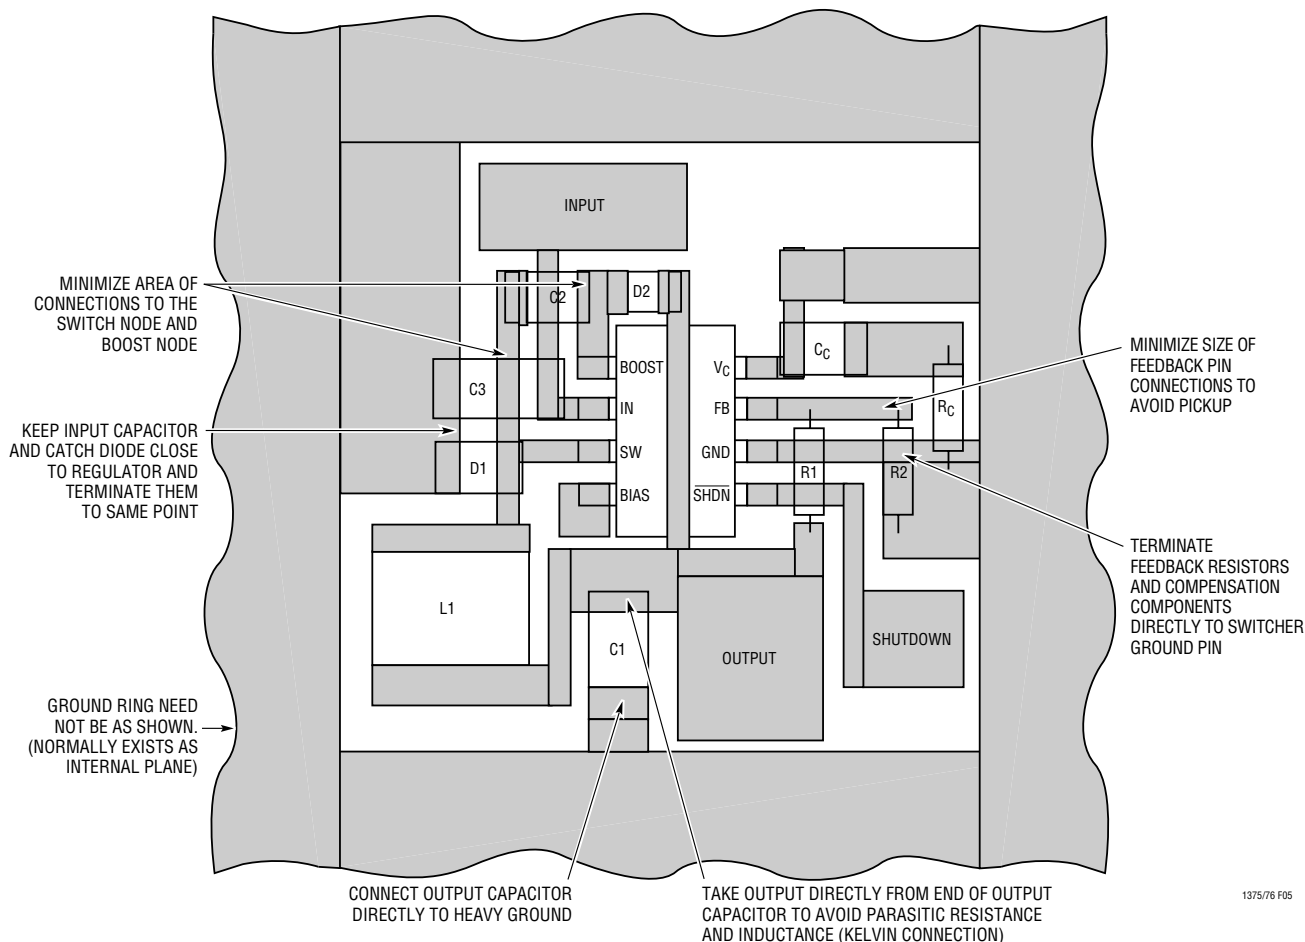 INPUT
MINIMIZE AREA OF
CONNECTIONS TO THE
SWITCH NODE AND
BOOST NODE
C2
D2
BOOST
IN
SW
BIAS
VC
FB
GND
SHDN
CC
RC
C3
D1
R1
R2
MINIMIZE SIZE OF
FEEDBACK PIN
CONNECTIONS TO
AVOID PICKUP
KEEP INPUT CAPACITOR
AND CATCH DIODE CLOSE
TO REGULATOR AND
TERMINATE THEM
TO SAME POINT
TERMINATE
FEEDBACK RESISTORS
AND COMPENSATION
COMPONENTS
DIRECTLY TO SWITCHER
GROUND PIN
L1
C1
OUTPUT
SHUTDOWN
GROUND RING NEED
NOT BE AS SHOWN.
(NORMALLY EXISTS AS
INTERNAL PLANE)
CONNECT OUTPUT CAPACITOR
DIRECTLY TO HEAVY GROUND
TAKE OUTPUT DIRECTLY FROM END OF OUTPUT
CAPACITOR TO AVOID PARASITIC RESISTANCE
AND INDUCTANCE (KELVIN CONNECTION)
1375/76 F05